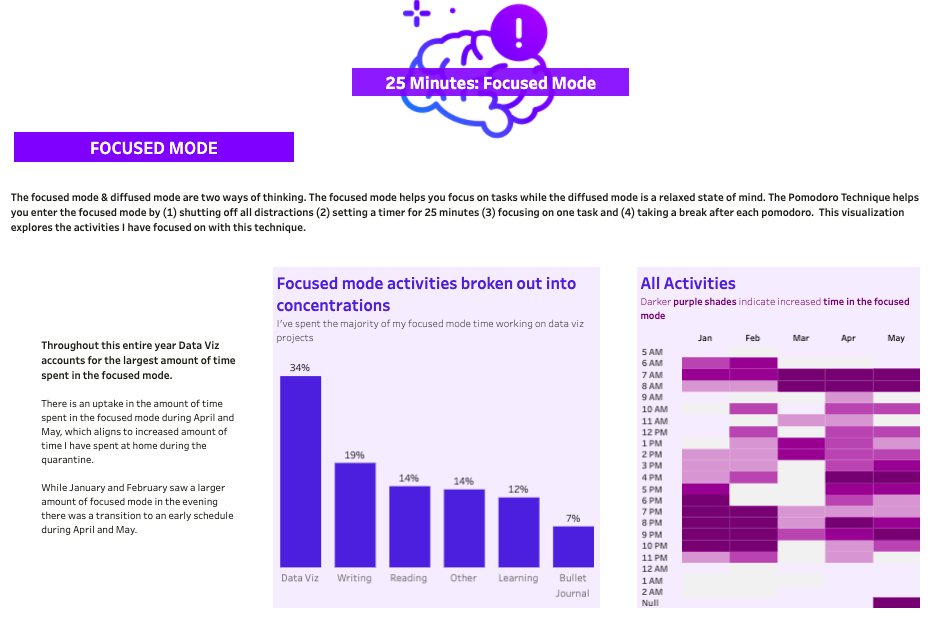 25 Minutes: Focused Mode
FOCUSED MODE
The focused mode & diffused mode are two ways of thinking. The focused mode helps you focus on tasks while the diffused mode is a relaxed state of mind. The Pomodoro Technique helps
you enter the focused mode by (1) shutting off all distractions (2) setting a timer for 25 minutes (3) focusing on one task and (4) taking a break after each pomodoro.  This visualization
explores the activities I have focused on with this technique.
Throughout this entire year Data Viz
accounts for the largest amount of time
spent in the focused mode.
There is an uptake in the amount of time
spent in the focused mode during April and
May, which aligns to increased amount of
time I have spent at home during the
quarantine.
While January and February saw a larger
amount of focused mode in the evening
there was a transition to an early schedule
during April and May.
Focused mode activities broken out into
concentrations
I've spent the majority of my focused mode time working on data viz
projects
34%
19%
14%
14%
12%
7%
Data Viz Writing Reading Other Learning Bullet
Journal
All Activities
Darker purple shades indicate increased time in the focused
mode
Jan Feb Mar Apr May
5 AM
6 AM
7 AM
8 AM
9 AM
10 AM
11 AM
12 PM
1 PM
2 PM
3 PM
4 PM
5 PM
6 PM
7 PM
8 PM
9 PM
10 PM
11 PM
12 AM
1 AM
2 AM
Null